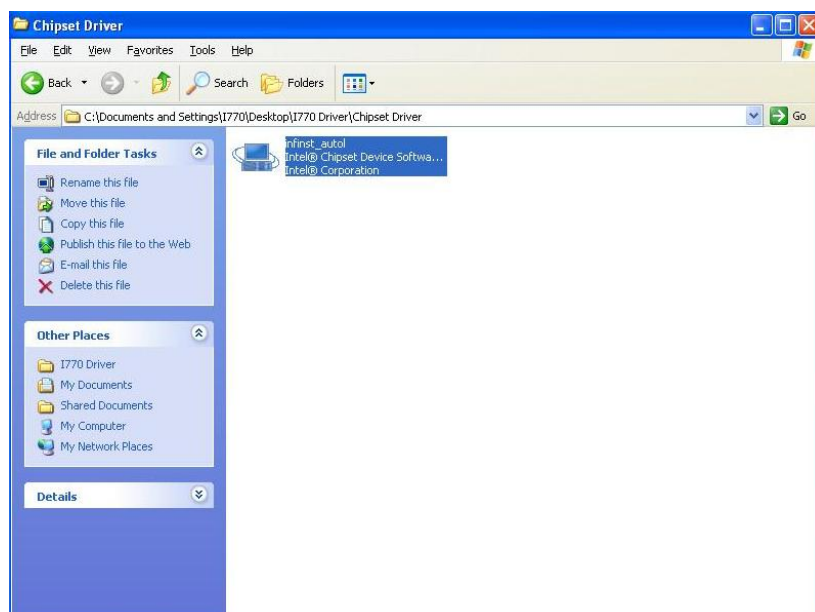 Chipset Driver
File Edit View Favorites Tools Help
Back Search Folders
Address C:\Documents and Settings\I770\Desktop\I770 Driver\Chipset Driver Go
File and Folder Tasks
Rename this file
Move this file
Copy this file
Publish this file to the Web
E-mail this file
Delete this file
Other Places
I770 Driver
My Documents
Shared Documents
My Computer
My Network Places
Details
infinst_autol
Intel® Chipset Device Softwa...
Intel® Corporation